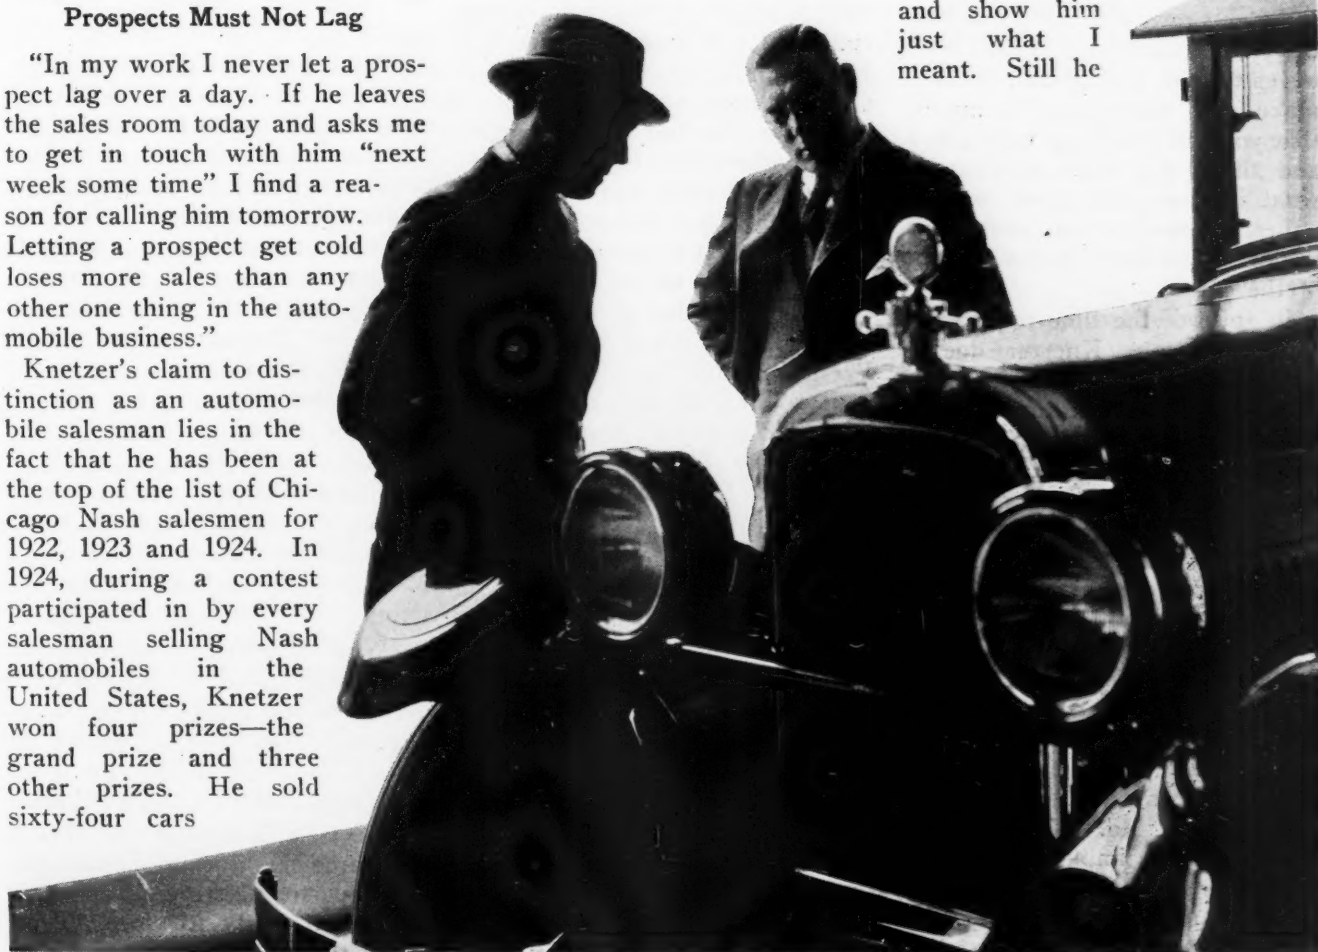 Prospects Must Not Lag
“In my work I never let a pros-
pect lag over a day. If he leaves
the sales room today and asks me
to get in touch with him “next
week some time” I find a rea-
son for calling him tomorrow.
Letting a prospect get cold
loses more sales than any
other one thing in the auto-
mobile business.”
Knetzer’s claim to dis-
tinction as an automo-
bile salesman lies in the
fact that he has been at
the top of the list of Chi-
cago Nash salesmen for
1922, 1923 and 1924. In
1924, during a contest
participated in by every
salesman selling Nash
automobiles in the
United States, Knetzer
won four prizes—the
grand prize and three
other prizes. He sold
sixty-four cars
and show him
just what I
meant. Still he